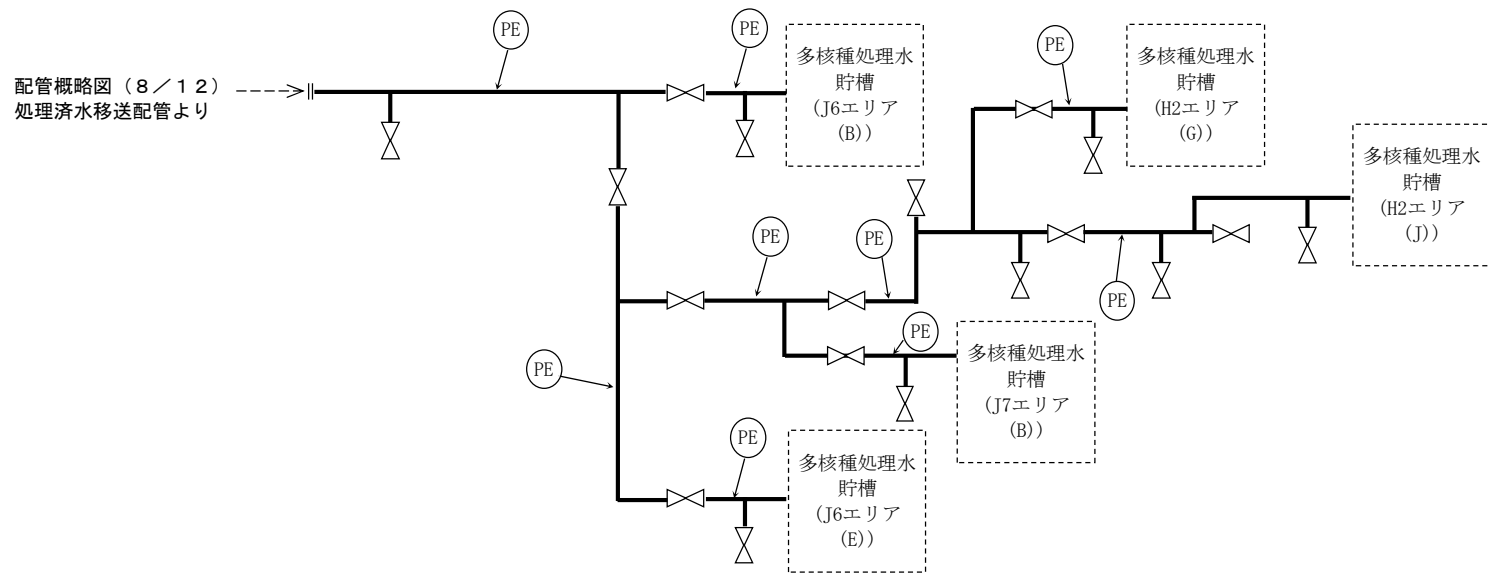 配管概略図（８／１２）
処理済水移送配管より
PE
PE
多核種処理水
貯槽
(J6エリア
(B))
PE
多核種処理水
貯槽
(H2エリア
(G))
多核種処理水
貯槽
(H2エリア
(J))
PE
PE
PE
PE
多核種処理水
貯槽
(J7エリア
(B))
PE
PE
多核種処理水
貯槽
(J6エリア
(E))